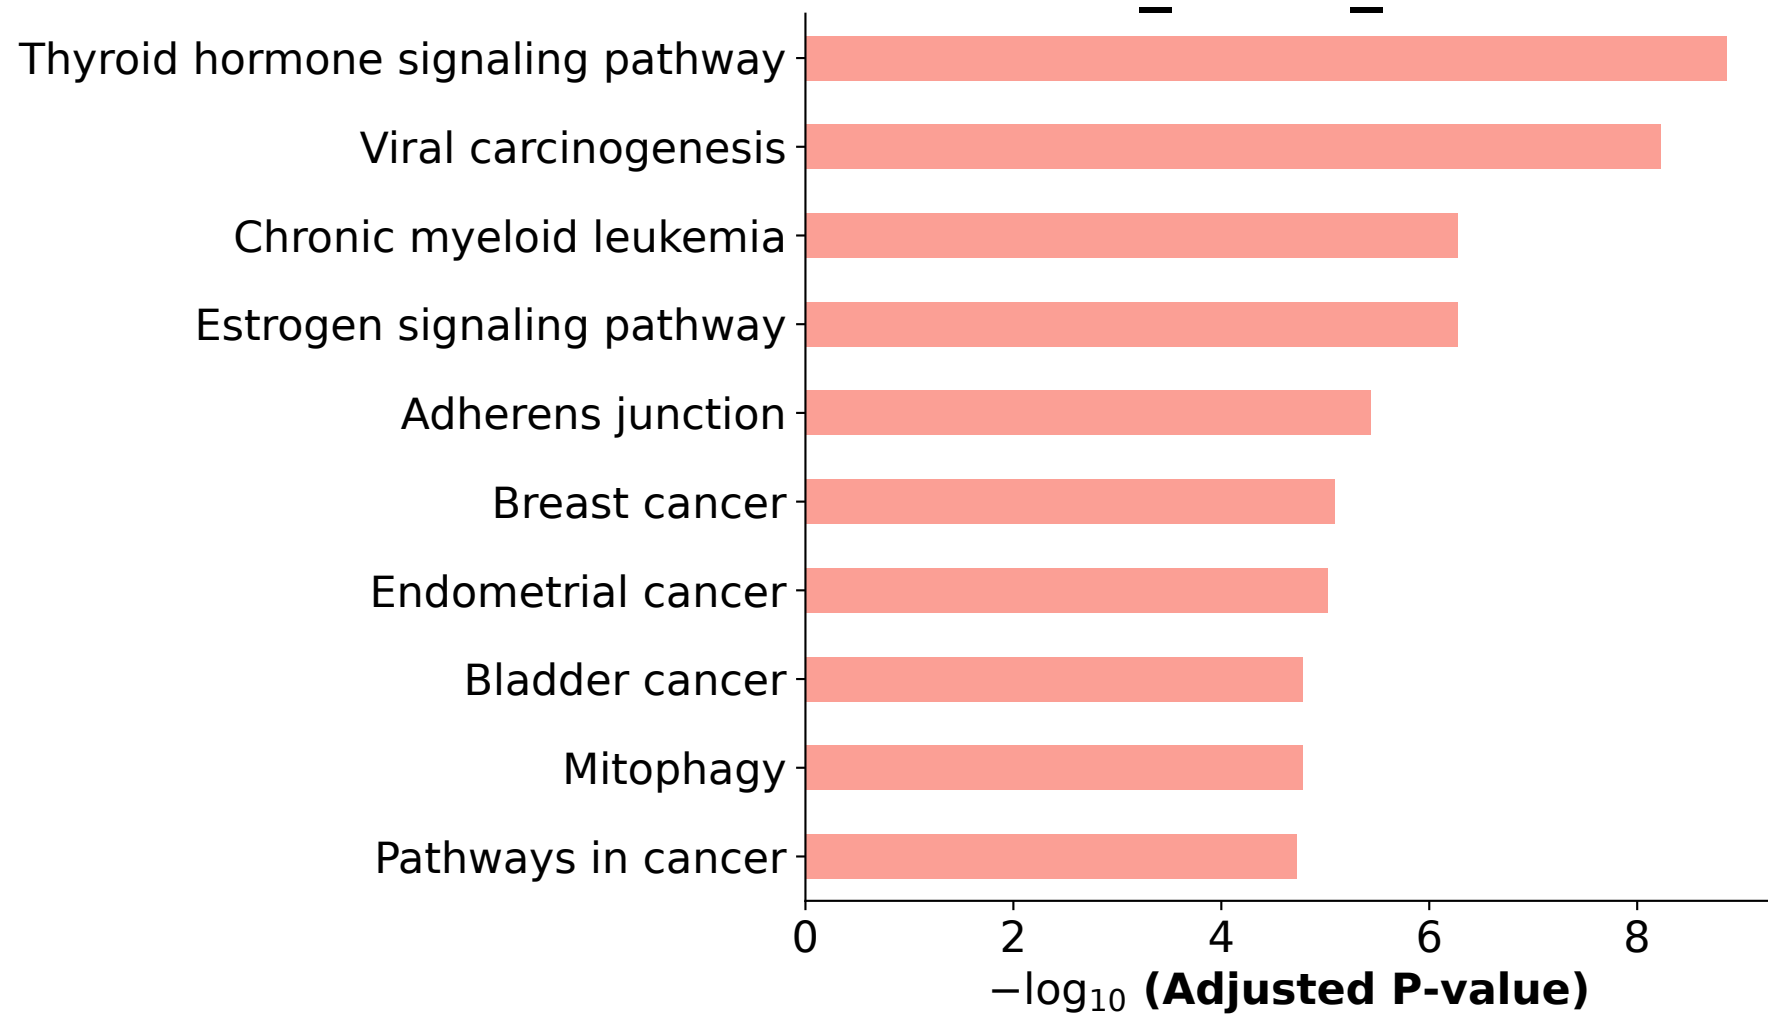 Thyroid hormone signaling pathway
Viral carcinogenesis
Chronic myeloid leukemia
Estrogen signaling pathway
Adherens junction
Breast cancer
Endometrial cancer
Bladder cancer
Mitophagy
Pathways in cancer
0 2 4 6 8
−log₁₀ (Adjusted P-value)